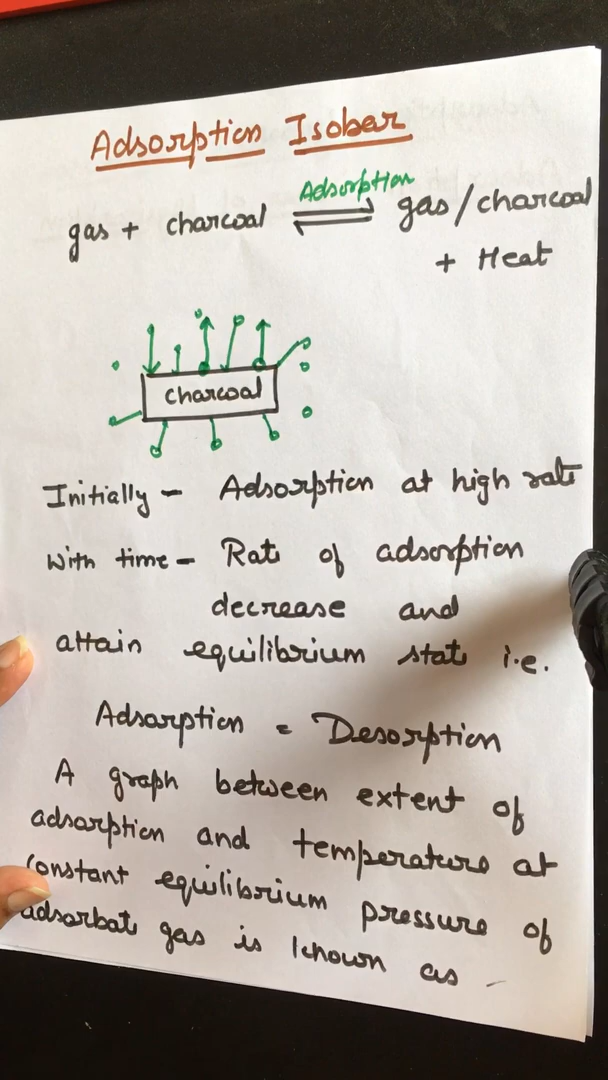 Adsorption Isobar
Adsorption
gas + charcoal ⇌ gas/charcoal
+ Heat
charcoal
Initially - Adsorption at high rate
With time - Rate of adsorption
decrease and
attain equilibrium state i.e.
Adsorption = Desorption
A graph between extent of
adsorption and temperature at
Constant equilibrium pressure of
adsorbate gas is known as -